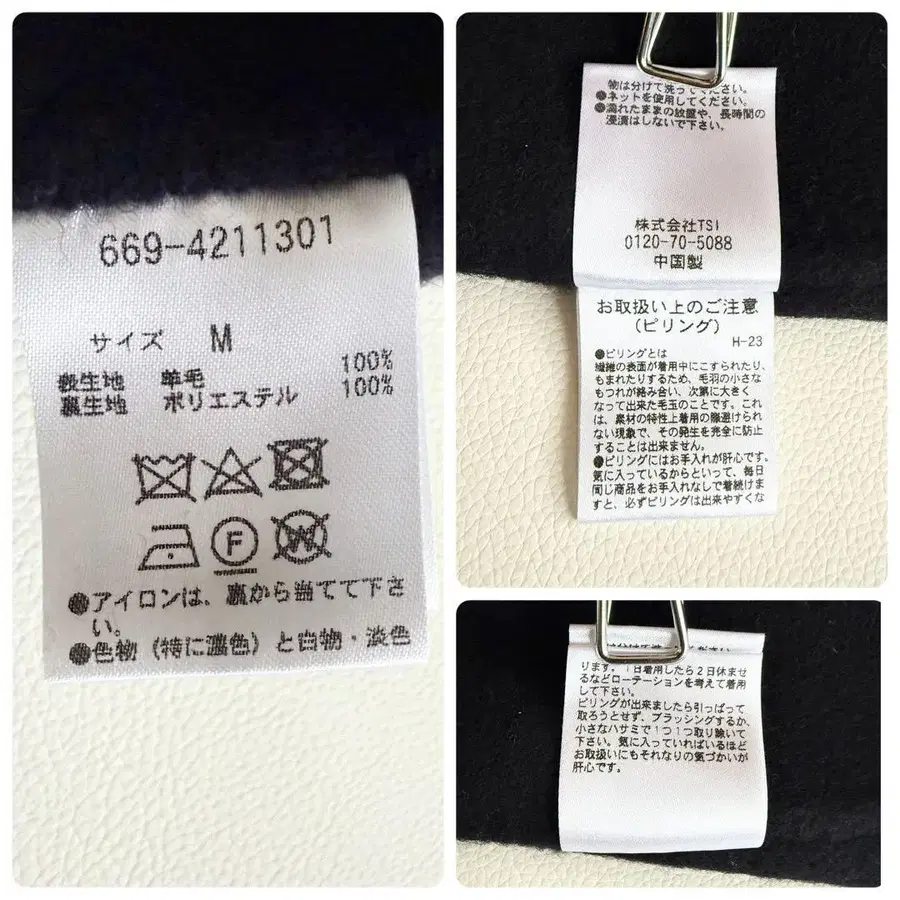 669-4211301
サイズ M
表生地 羊毛 100%
裏生地 ポリエステル 100%
F
W
●アイロンは、裏から当てて下さ
い。
●色物（特に濃色）と白物・淡色
物は分けて洗ってください。
●ネットを使用してください。
●濡れたままの放置や、長時間の
浸漬はしないで下さい。
株式会社TSI
0120-70-5088
中国製
お取扱い上のご注意
（ピリング）
H-23
●ピリングとは
繊維の表面が着用中にこすられたり、
もまれたりするため、毛羽の小さな
もつれが絡み合い、次第に大きく
なって出来た毛玉のことです。これ
は、素材の特性上着用の際避けられ
ない現象で、その発生を完全に防止
することは出来ません。
●ピリングにはお手入れが肝心です。
気に入っているからといって、毎日
同じ商品をお手入れなしで着続けま
すと、必ずピリングは出来やすくな
ります。1日着用したら2日休ませ
るなどローテーションを考えて着用
して下さい。
ピリングが出来ましたら引っぱって
取ろうとせず、ブラッシングするか、
小さなハサミで1つ1つ取り除いて
下さい。気に入っていればいるほど
お取扱いにもそれなりの気づかいが
肝心です。